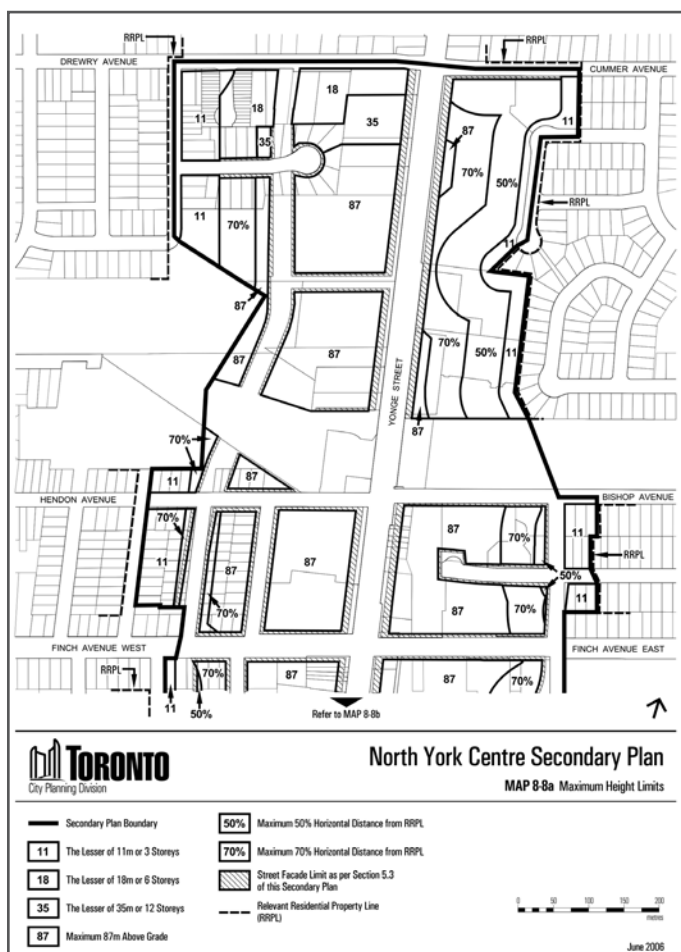 RRPL
RRPL
DREWRY AVENUE
CUMMER AVENUE
11
18
18
11
35
35
87
70%
50%
RRPL
11
70%
87
11
87
87
87
70%
50%
11
YONGE STREET
87
70%
11
87
HENDON AVENUE
BISHOP AVENUE
70%
11
87
87
87
70%
11
RRPL
50%
70%
87
70%
11
FINCH AVENUE WEST
FINCH AVENUE EAST
RRPL
70%
87
87
70%
11
50%
Refer to MAP 8-8b
TORONTO
City Planning Division
North York Centre Secondary Plan
MAP 8-8a Maximum Height Limits
Secondary Plan Boundary
11 The Lesser of 11m or 3 Storeys
18 The Lesser of 18m or 6 Storeys
35 The Lesser of 35m or 12 Storeys
87 Maximum 87m Above Grade
50% Maximum 50% Horizontal Distance from RRPL
70% Maximum 70% Horizontal Distance from RRPL
Street Facade Limit as per Section 5.3
of this Secondary Plan
Relevant Residential Property Line
(RRPL)
0 50 100 150 200
metres
June 2006